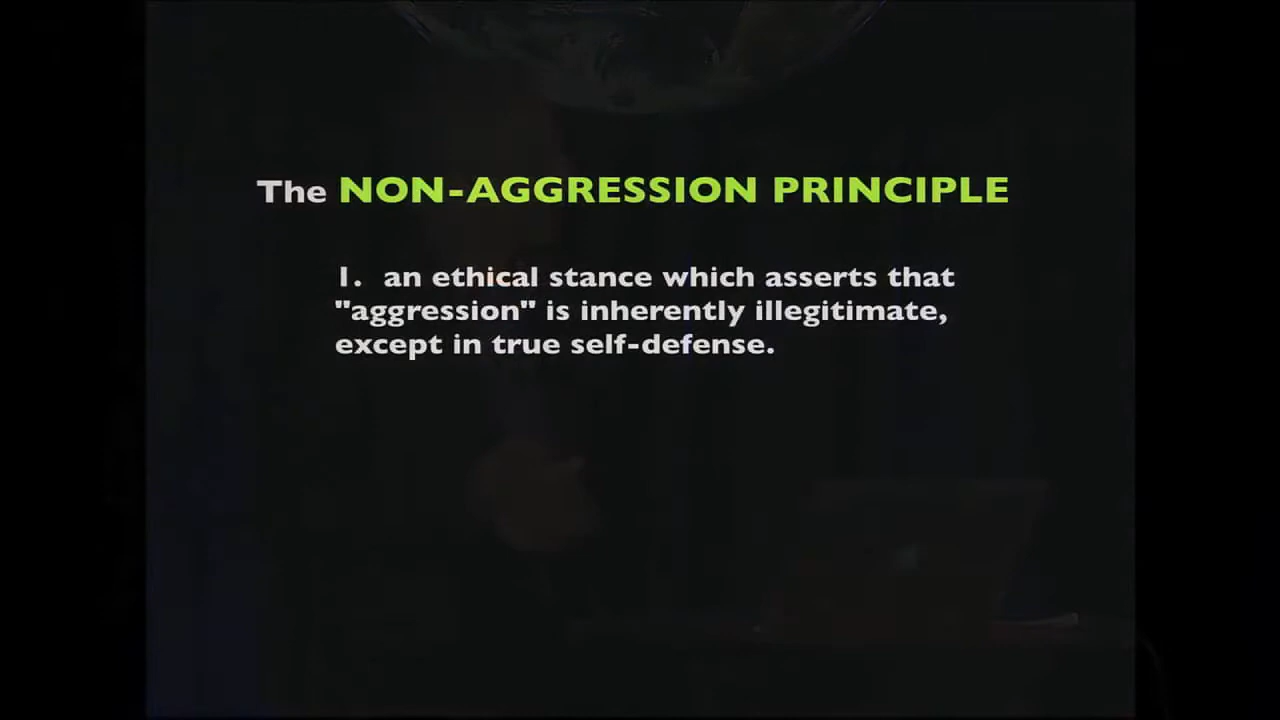 The NON-AGGRESSION PRINCIPLE
1. an ethical stance which asserts that
"aggression" is inherently illegitimate,
except in true self-defense.